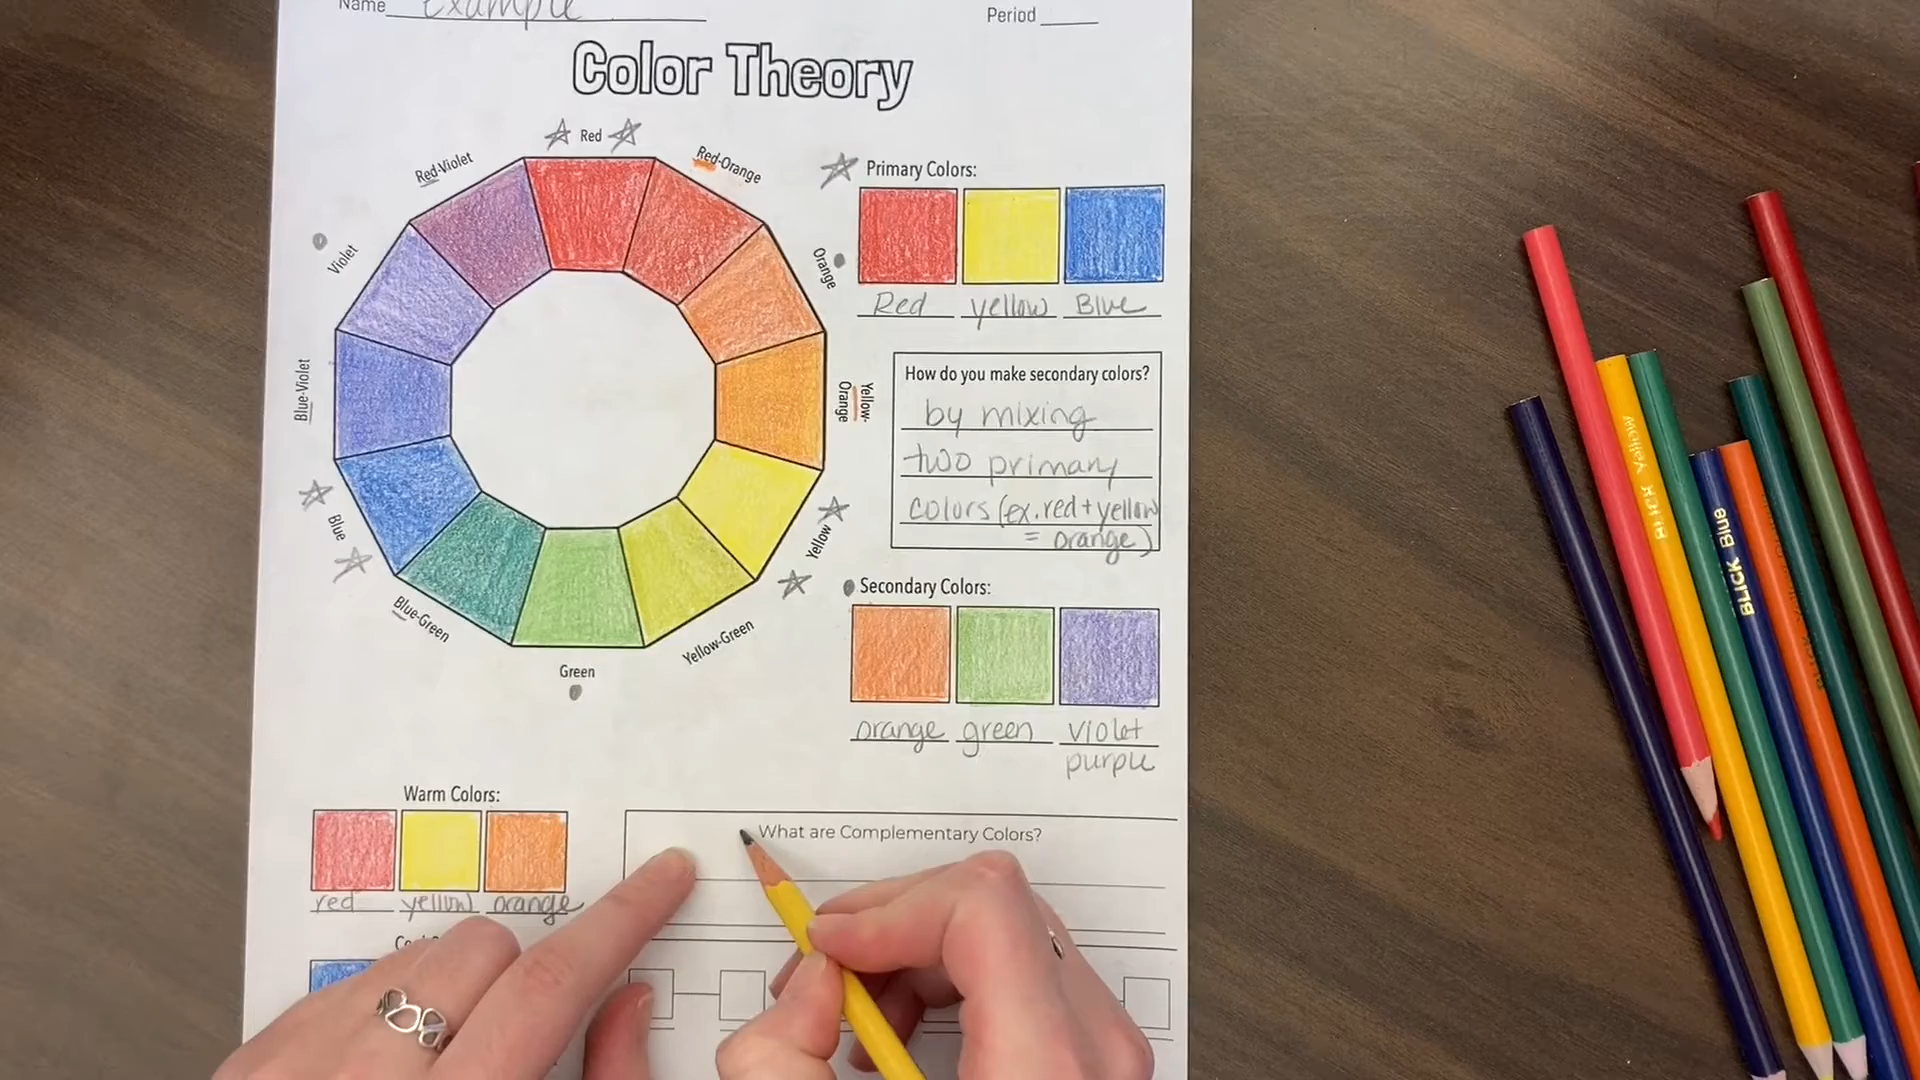 Name Example
Period
Color Theory
Red
Red-Violet
Red-Orange
Violet
Orange
Blue-Violet
Yellow-
Orange
Blue
Yellow
Blue-Green
Yellow-Green
Green
Primary Colors:
Red yellow Blue
How do you make secondary colors?
by mixing
two primary
colors (ex. red + yellow
= orange)
Secondary Colors:
orange green violet
purple
Warm Colors:
red yellow orange
What are Complementary Colors?
BLICK Yellow
BLICK Blue